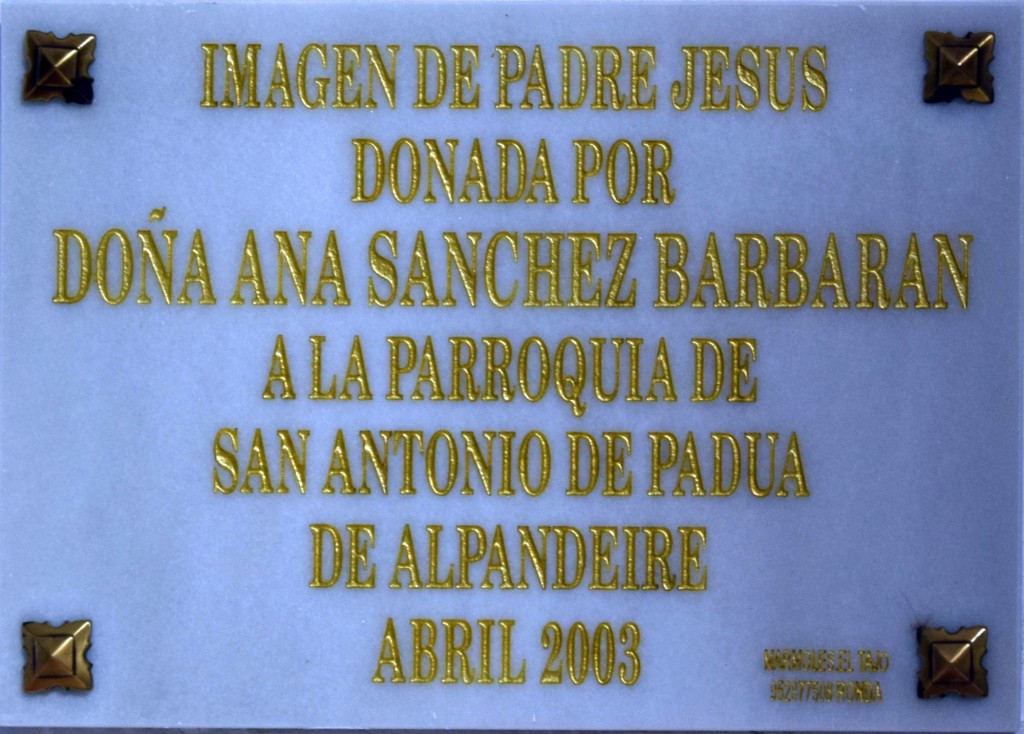 IMAGEN DE PADRE JESUS
DONADA POR
DOÑA ANA SANCHEZ BARBARAN
A LA PARROQUIA DE
SAN ANTONIO DE PADUA
DE ALPANDEIRE
ABRIL 2003
MARMOLES EL TAJO
RONDA